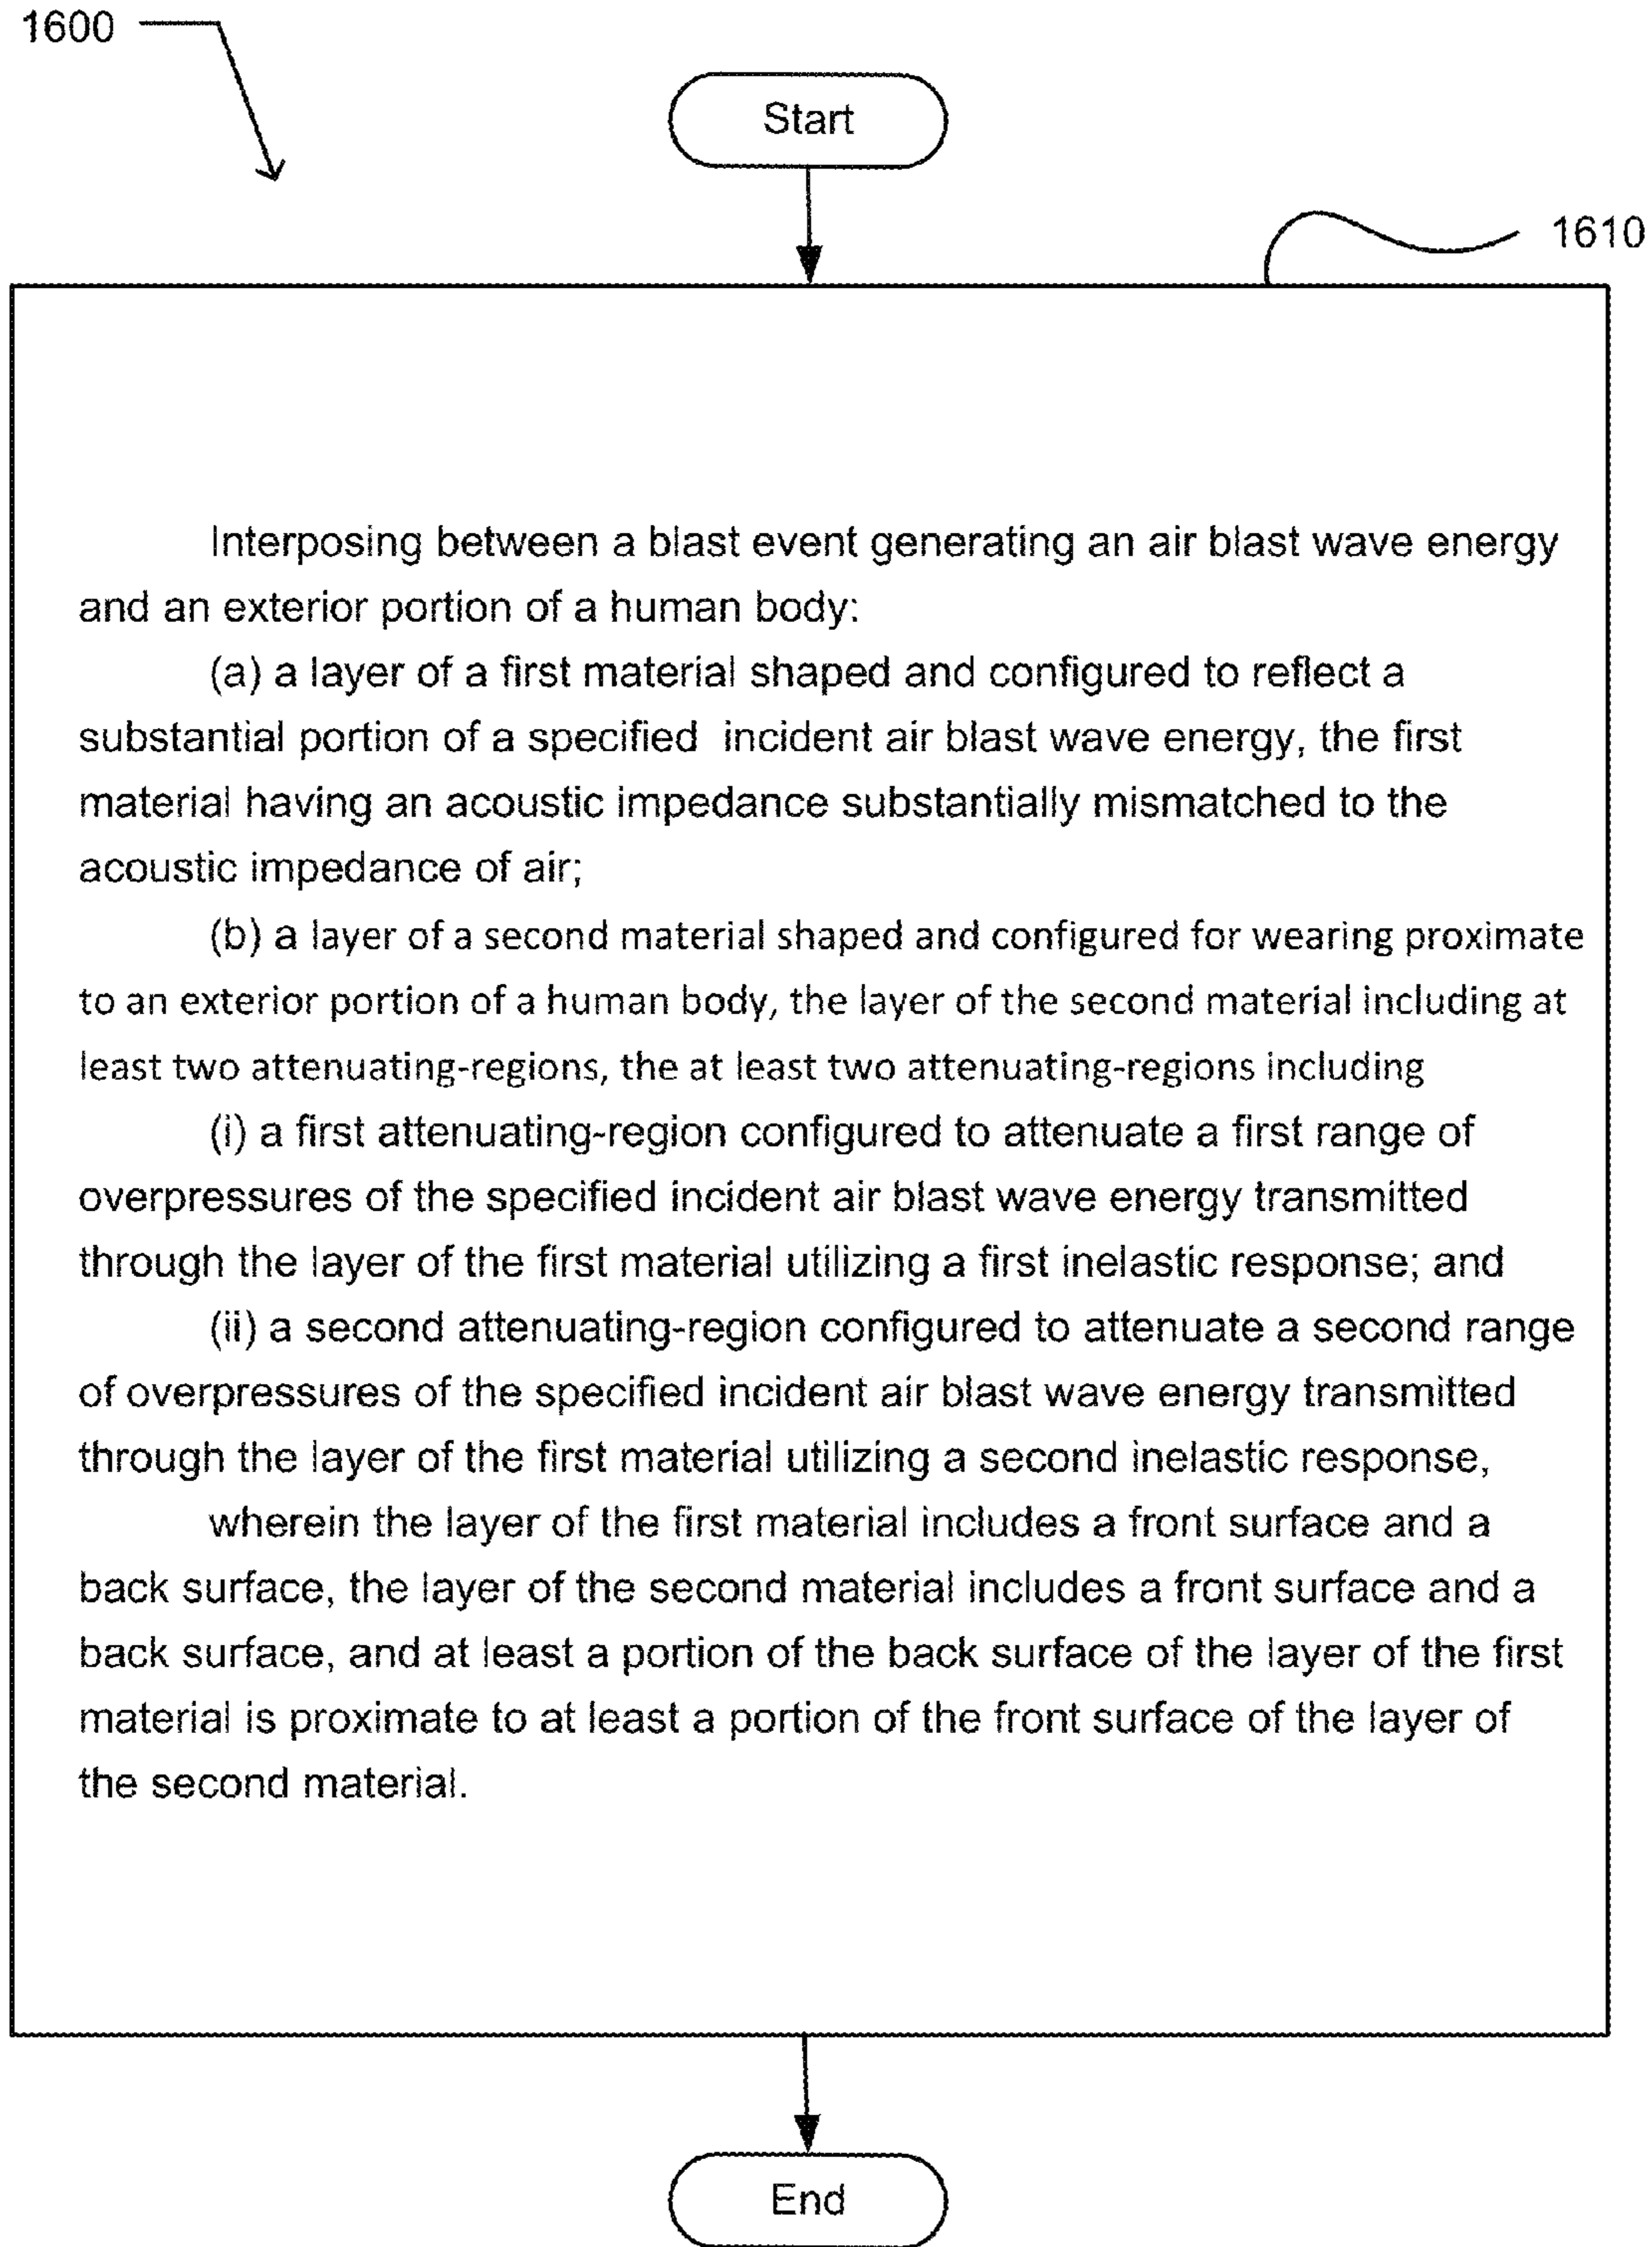 1600
Start
1610
Interposing between a blast event generating an air blast wave energy
and an exterior portion of a human body:
(a) a layer of a first material shaped and configured to reflect a
substantial portion of a specified incident air blast wave energy, the first
material having an acoustic impedance substantially mismatched to the
acoustic impedance of air;
(b) a layer of a second material shaped and configured for wearing proximate
to an exterior portion of a human body, the layer of the second material including at
least two attenuating-regions, the at least two attenuating-regions including
(i) a first attenuating-region configured to attenuate a first range of
overpressures of the specified incident air blast wave energy transmitted
through the layer of the first material utilizing a first inelastic response; and
(ii) a second attenuating-region configured to attenuate a second range
of overpressures of the specified incident air blast wave energy transmitted
through the layer of the first material utilizing a second inelastic response,
wherein the layer of the first material includes a front surface and a
back surface, the layer of the second material includes a front surface and a
back surface, and at least a portion of the back surface of the layer of the first
material is proximate to at least a portion of the front surface of the layer of
the second material.
End